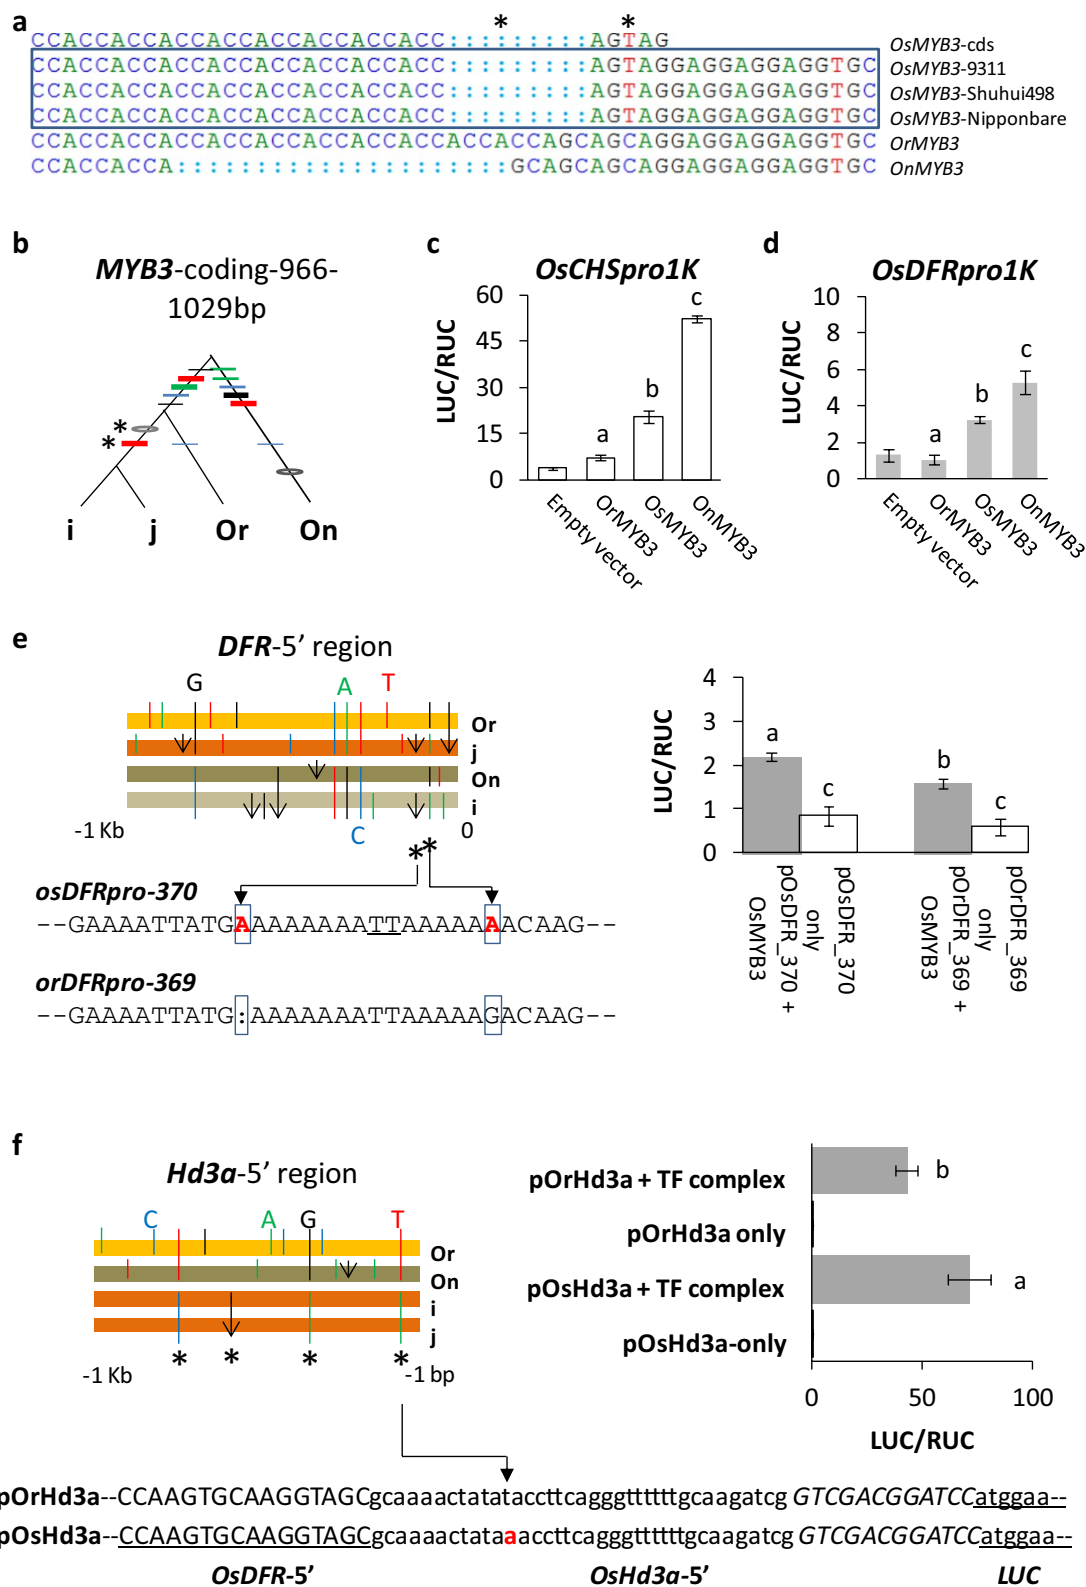 a
* *
CCACCACCACCACCACCACCACCACC:::::::::AGTAG OsMYB3-cds
CCACCACCACCACCACCACCACCACC:::::::::AGTAGGAGGAGGAGGTGC OsMYB3-9311
CCACCACCACCACCACCACCACCACC:::::::::AGTAGGAGGAGGAGGTGC OsMYB3-Shuhui498
CCACCACCACCACCACCACCACCACC:::::::::AGTAGGAGGAGGAGGTGC OsMYB3-Nipponbare
CCACCACCACCACCACCACCACCACCACCACCAGCAGCAGGAGGAGGAGGTGC OrMYB3
CCACCACCA:::::::::::::::::::::GCAGCAGCAGGAGGAGGAGGTGC OnMYB3
b
MYB3-coding-966-
1029bp
*
*
i j Or On
c
OsCHSpro1K
LUC/RUC
60
45
30
15
0
a
b
c
Empty vector
OrMYB3
OsMYB3
OnMYB3
d
OsDFRpro1K
LUC/RUC
10
8
6
4
2
0
a
b
c
Empty vector
OrMYB3
OsMYB3
OnMYB3
e
DFR-5' region
G A T
Or
j
On
i
-1 Kb C 0
* *
osDFRpro-370
--GAAAATTATGAAAAAAAATTAAAAAAACAAG--
orDFRpro-369
--GAAAATTATG:AAAAAAATTAAAAAGACAAG--
LUC/RUC
4
3
2
1
0
a
c
b
c
pOsDFR_370 +
OsMYB3
pOsDFR_370
only
pOrDFR_369 +
OsMYB3
pOrDFR_369
only
f
Hd3a-5' region
C A G T
Or
On
i
j
* * * *
-1 Kb -1 bp
pOrHd3a + TF complex b
pOrHd3a only
pOsHd3a + TF complex a
pOsHd3a-only
0 50 100
LUC/RUC
pOrHd3a--CCAAGTGCAAGGTAGCgcaaaactatataccttcagggttttttgcaagatcg GTCGACGGATCCatggaa--
pOsHd3a--CCAAGTGCAAGGTAGCgcaaaactataaaccttcagggttttttgcaagatcg GTCGACGGATCCatggaa--
OsDFR-5' OsHd3a-5' LUC